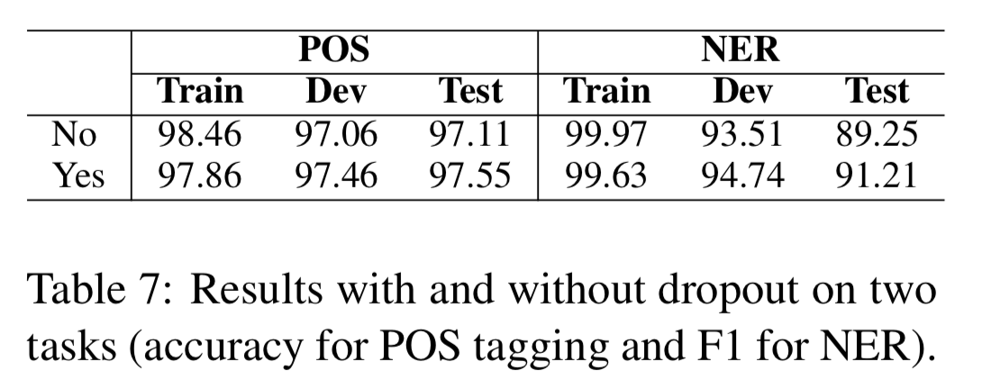 POS NER
Train Dev Test Train Dev Test
No 98.46 97.06 97.11 99.97 93.51 89.25
Yes 97.86 97.46 97.55 99.63 94.74 91.21
Table 7: Results with and without dropout on two
tasks (accuracy for POS tagging and F1 for NER).